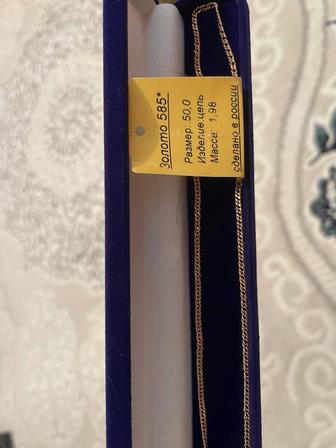 Золото 585*
Размер: 50,0
Изделие цепь
Масса: 1,98
сделано в россии